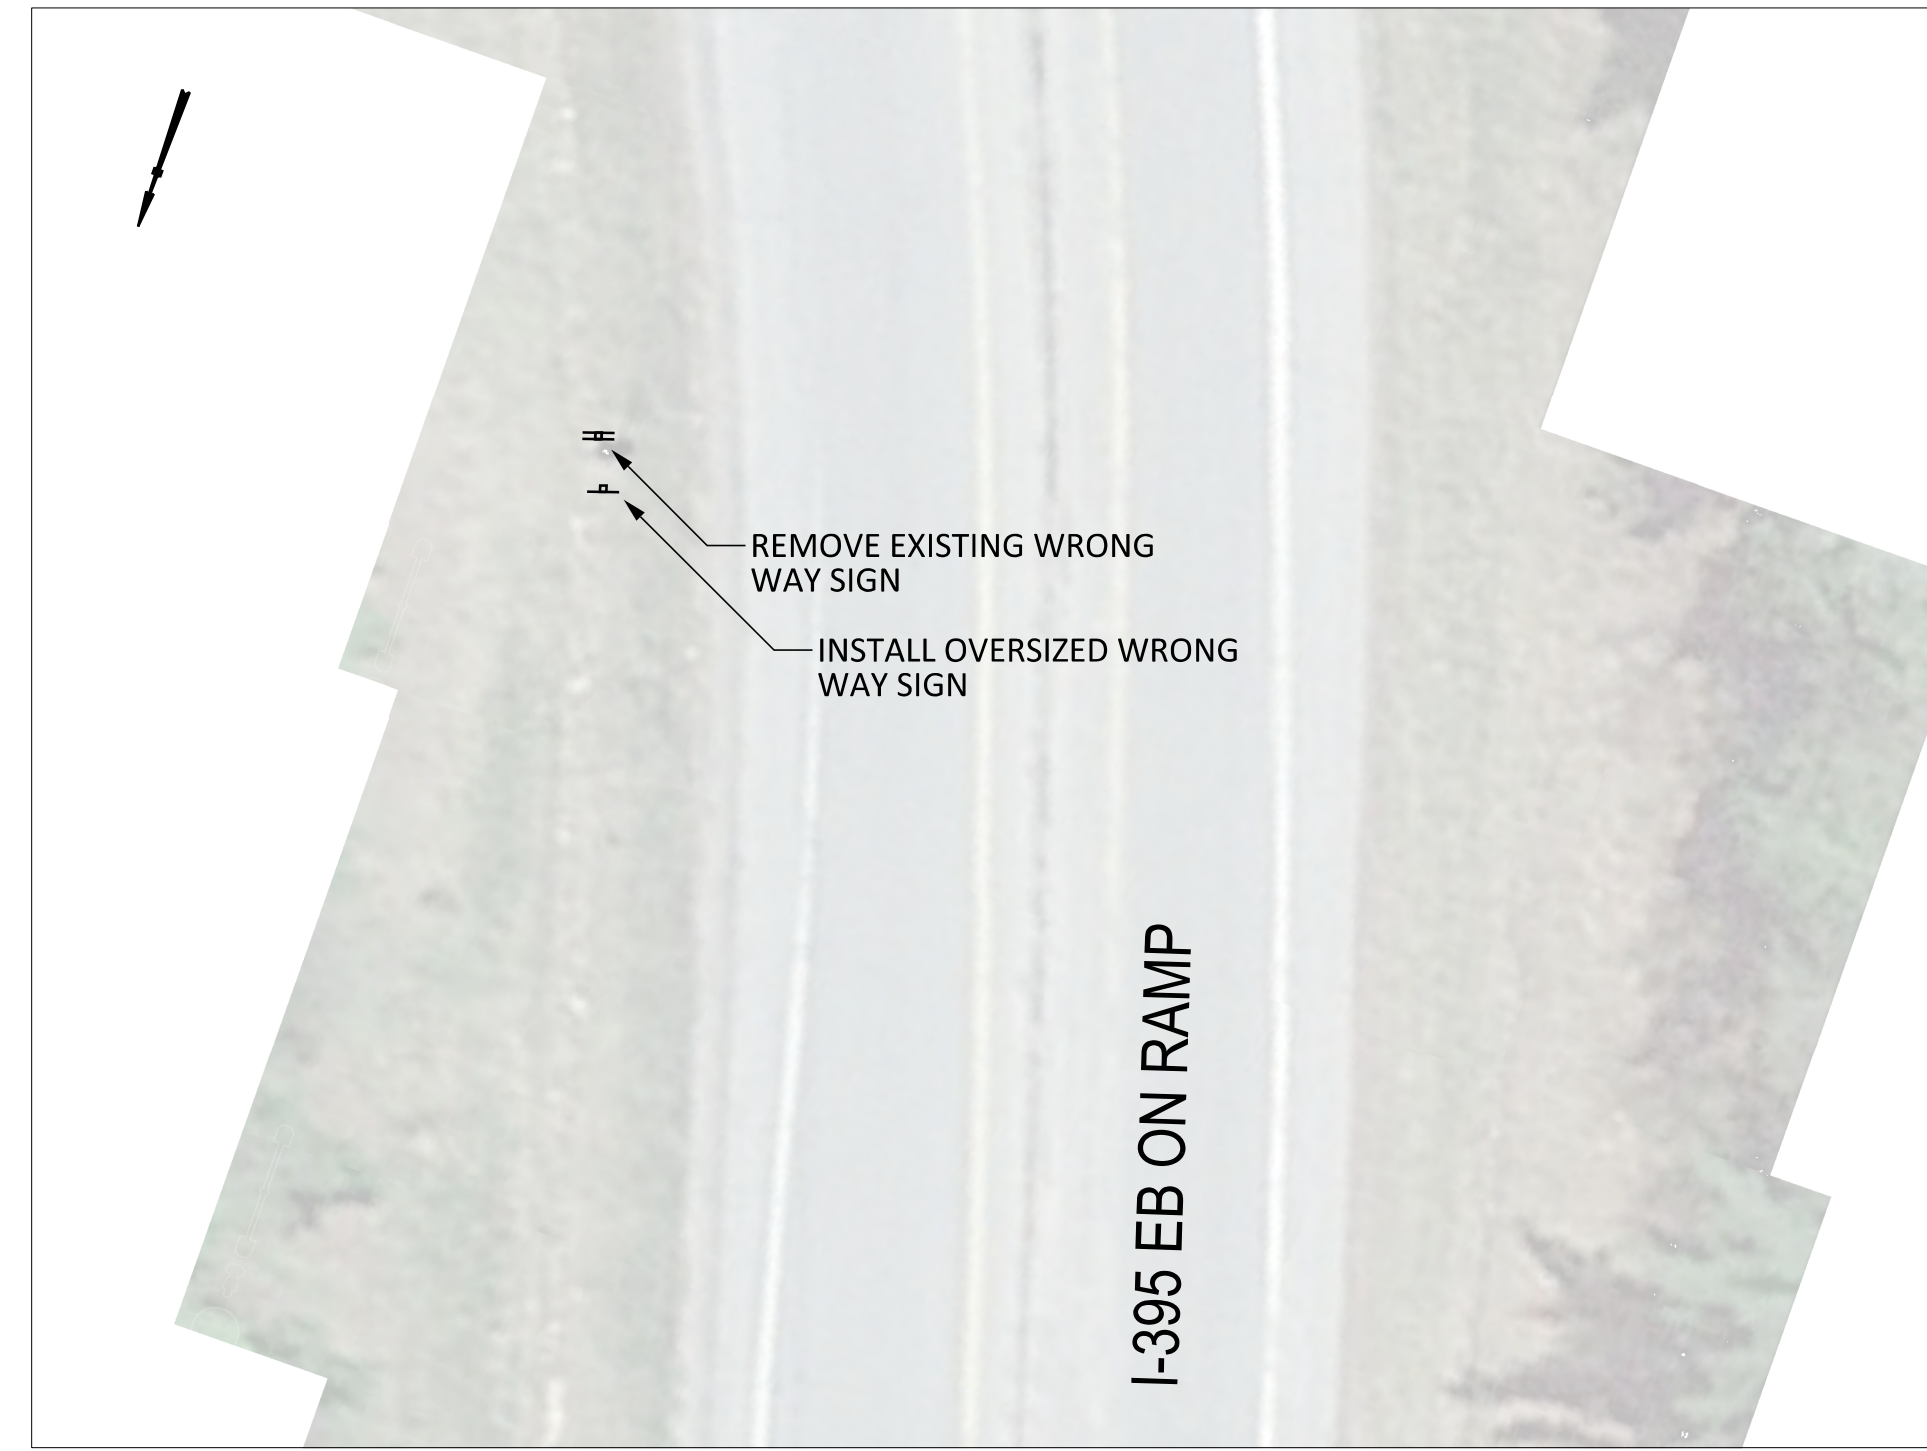 REMOVE EXISTING WRONG
WAY SIGN
INSTALL OVERSIZED WRONG
WAY SIGN
I-395 EB ON RAMP